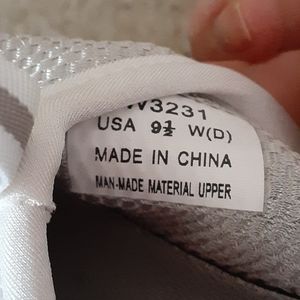 W3231
USA 9½ W(D)
MADE IN CHINA
MAN-MADE MATERIAL UPPER